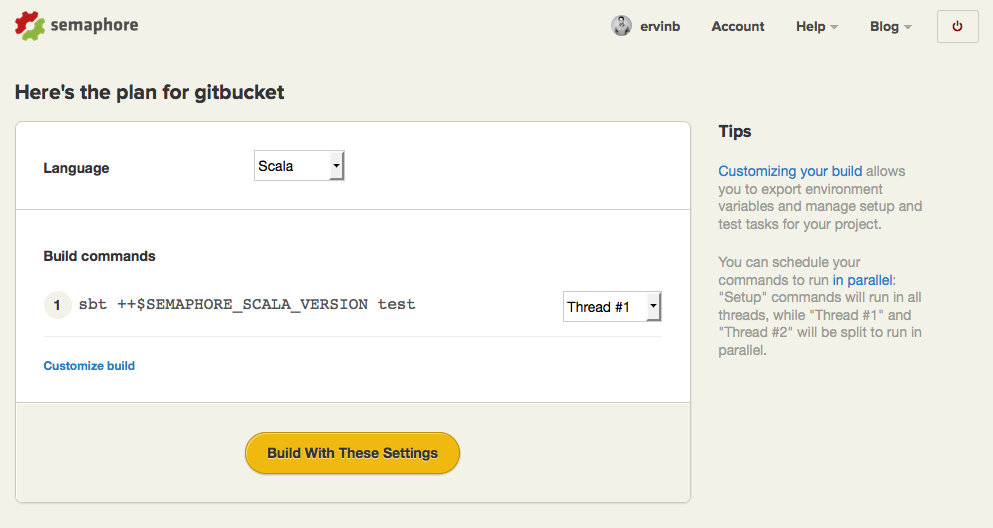 semaphore
ervinb
Account
Help
Blog
Here's the plan for gitbucket
Language
Scala
Build commands
1 sbt ++$SEMAPHORE_SCALA_VERSION test
Thread #1
Customize build
Build With These Settings
Tips
Customizing your build allows
you to export environment
variables and manage setup and
test tasks for your project.
You can schedule your
commands to run in parallel:
"Setup" commands will run in all
threads, while "Thread #1" and
"Thread #2" will be split to run in
parallel.